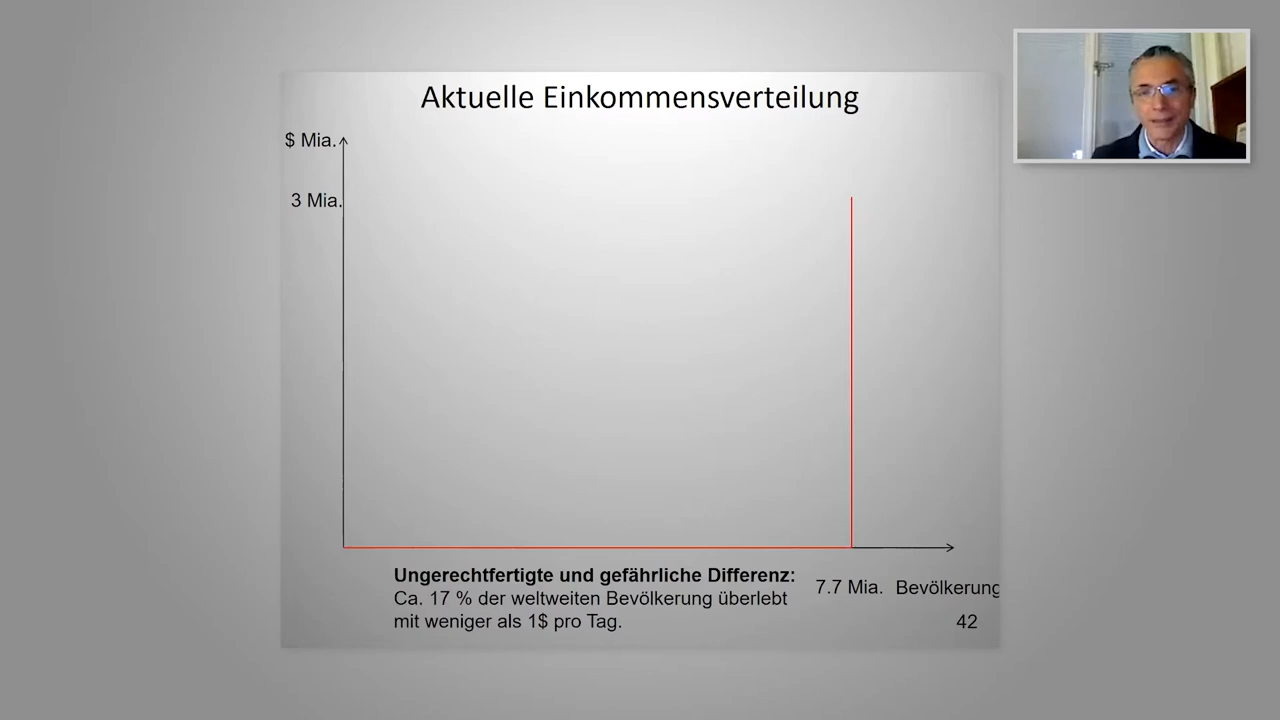 Aktuelle Einkommensverteilung
$ Mia.
3 Mia.
Ungerechtfertigte und gefährliche Differenz:
Ca. 17 % der weltweiten Bevölkerung überlebt
mit weniger als 1$ pro Tag.
7.7 Mia. Bevölkerung
42